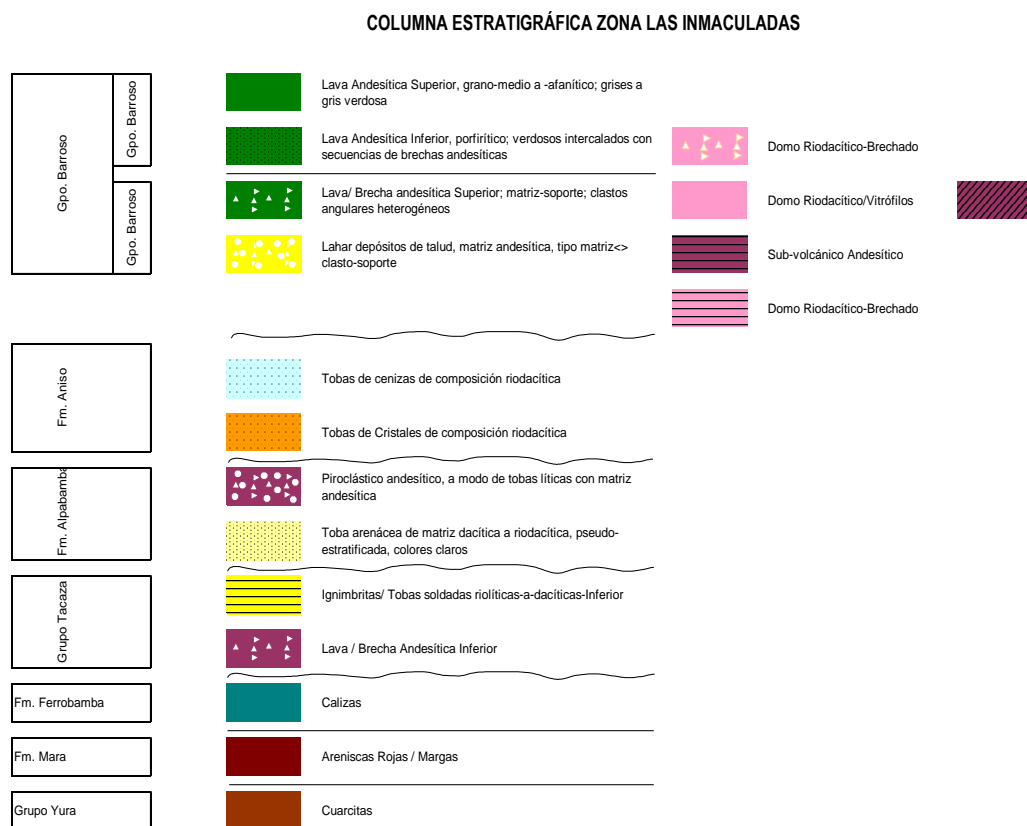 COLUMNA ESTRATIGRÁFICA ZONA LAS INMACULADAS
Gpo. Barroso
Gpo. Barroso
Gpo. Barroso
Lava Andesítica Superior, grano-medio a -afanítico; grises a
gris verdosa
Lava Andesítica Inferior, porfirítico; verdosos intercalados con
secuencias de brechas andesíticas
Lava/ Brecha andesítica Superior; matriz-soporte; clastos
angulares heterogéneos
Lahar depósitos de talud, matriz andesítica, tipo matriz<>
clasto-soporte
Domo Riodacítico-Brechado
Domo Riodacítico/Vitrófilos
Sub-volcánico Andesítico
Domo Riodacítico-Brechado
Fm. Aniso
Tobas de cenizas de composición riodacítica
Tobas de Cristales de composición riodacítica
Fm. Alpabamba
Piroclástico andesítico, a modo de tobas líticas con matriz
andesítica
Toba arenácea de matriz dacítica a riodacítica, pseudo-
estratificada, colores claros
Grupo Tacaza
Ignimbritas/ Tobas soldadas riolíticas-a-dacíticas-Inferior
Lava / Brecha Andesítica Inferior
Fm. Ferrobamba
Calizas
Fm. Mara
Areniscas Rojas / Margas
Grupo Yura
Cuarcitas